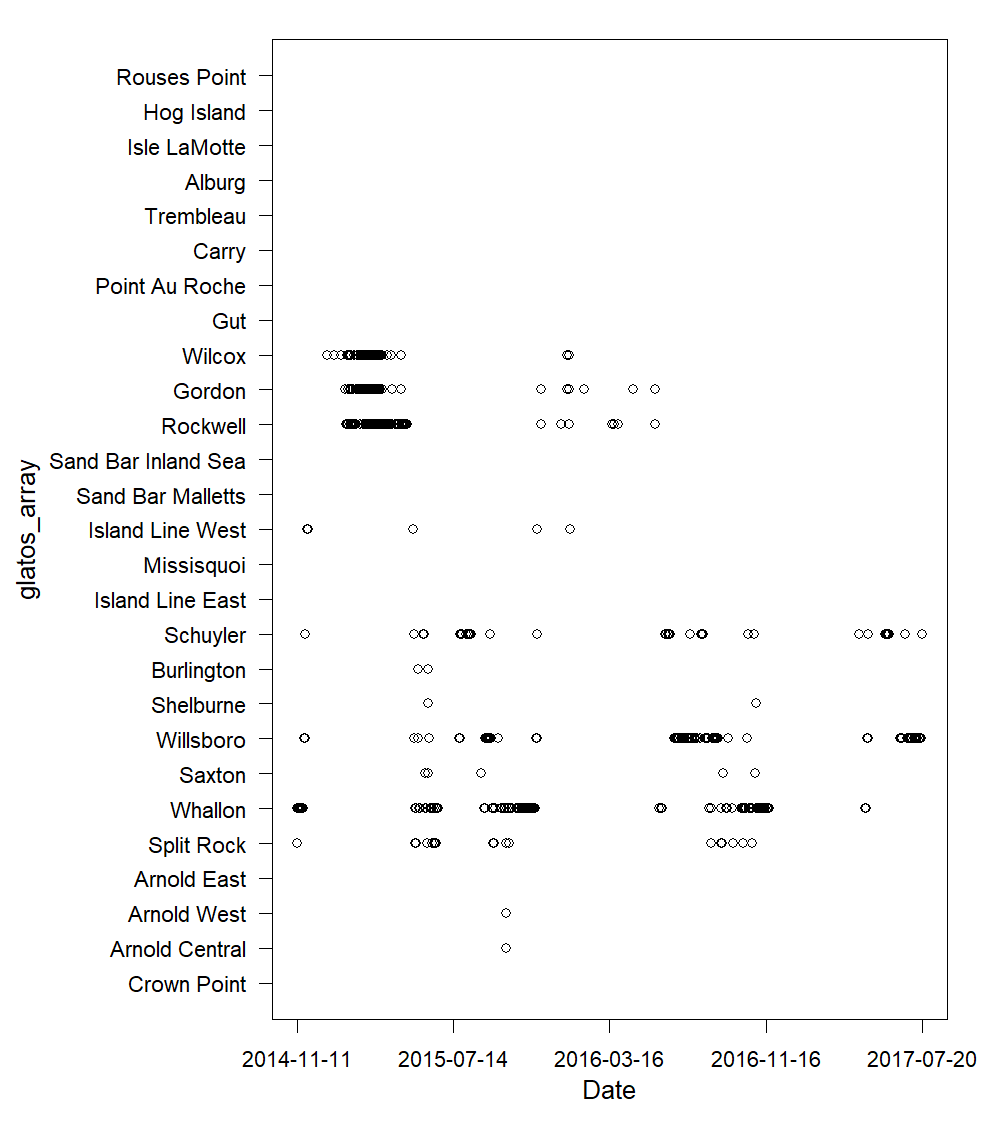 Rouses Point
Hog Island
Isle LaMotte
Alburg
Trembleau
Carry
Point Au Roche
Gut
Wilcox
Gordon
Rockwell
Sand Bar Inland Sea
Sand Bar Malletts
Island Line West
Missisquoi
Island Line East
Schuyler
Burlington
Shelburne
Willsboro
Saxton
Whallon
Split Rock
Arnold East
Arnold West
Arnold Central
Crown Point
glatos_array
2014-11-11 2015-07-14 2016-03-16 2016-11-16 2017-07-20
Date